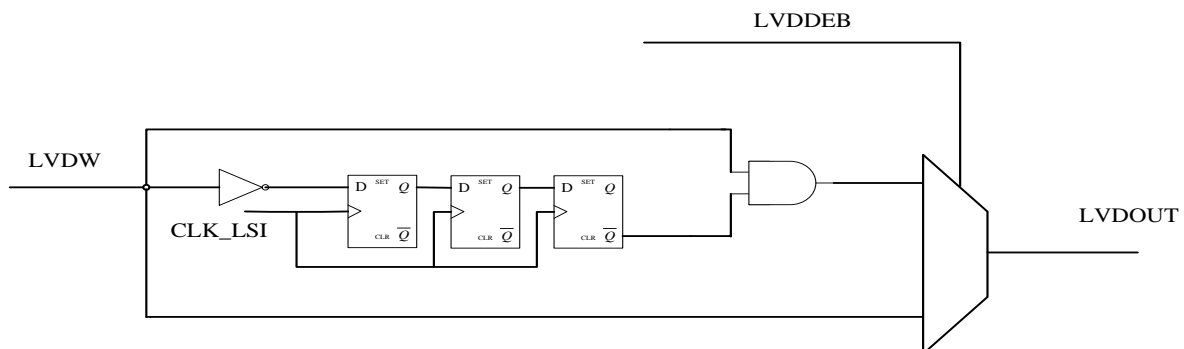 LVDDEB
LVDW
D SET Q
CLR Q̅
D SET Q
CLR Q̅
D SET Q
CLR Q̅
CLK_LSI
LVDOUT